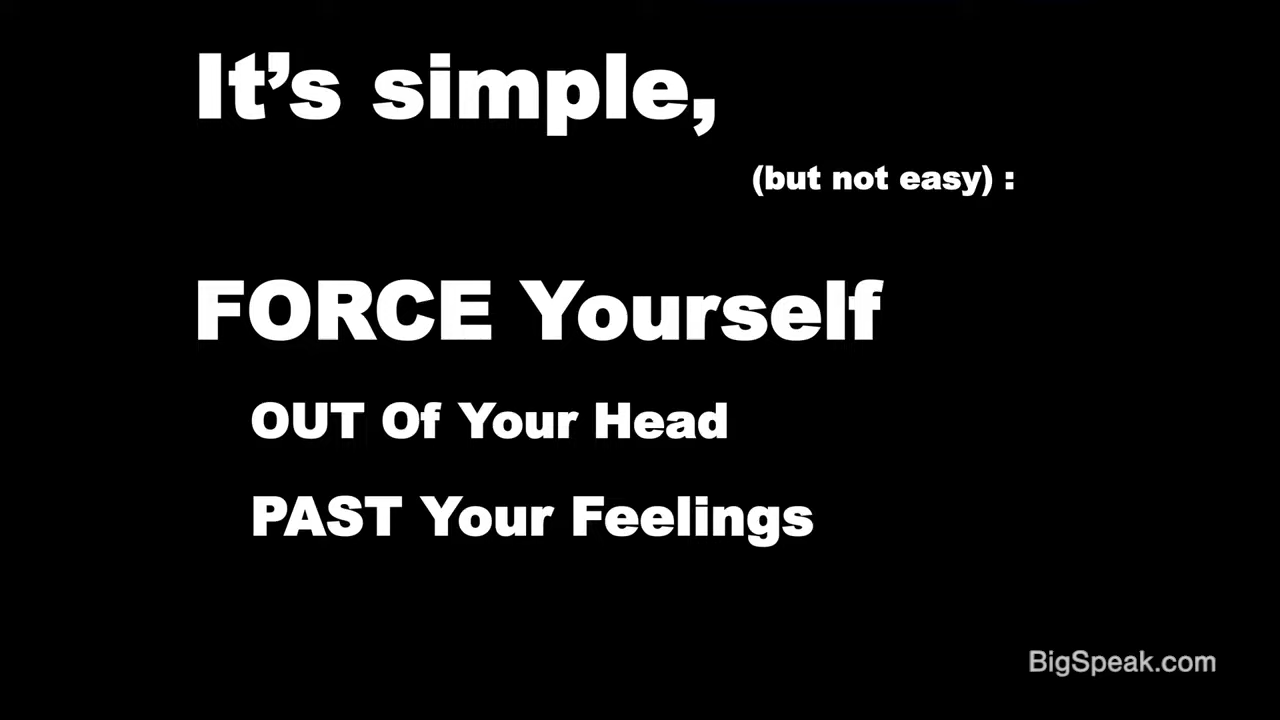 It's simple,
(but not easy) :
FORCE Yourself
OUT Of Your Head
PAST Your Feelings
BigSpeak.com